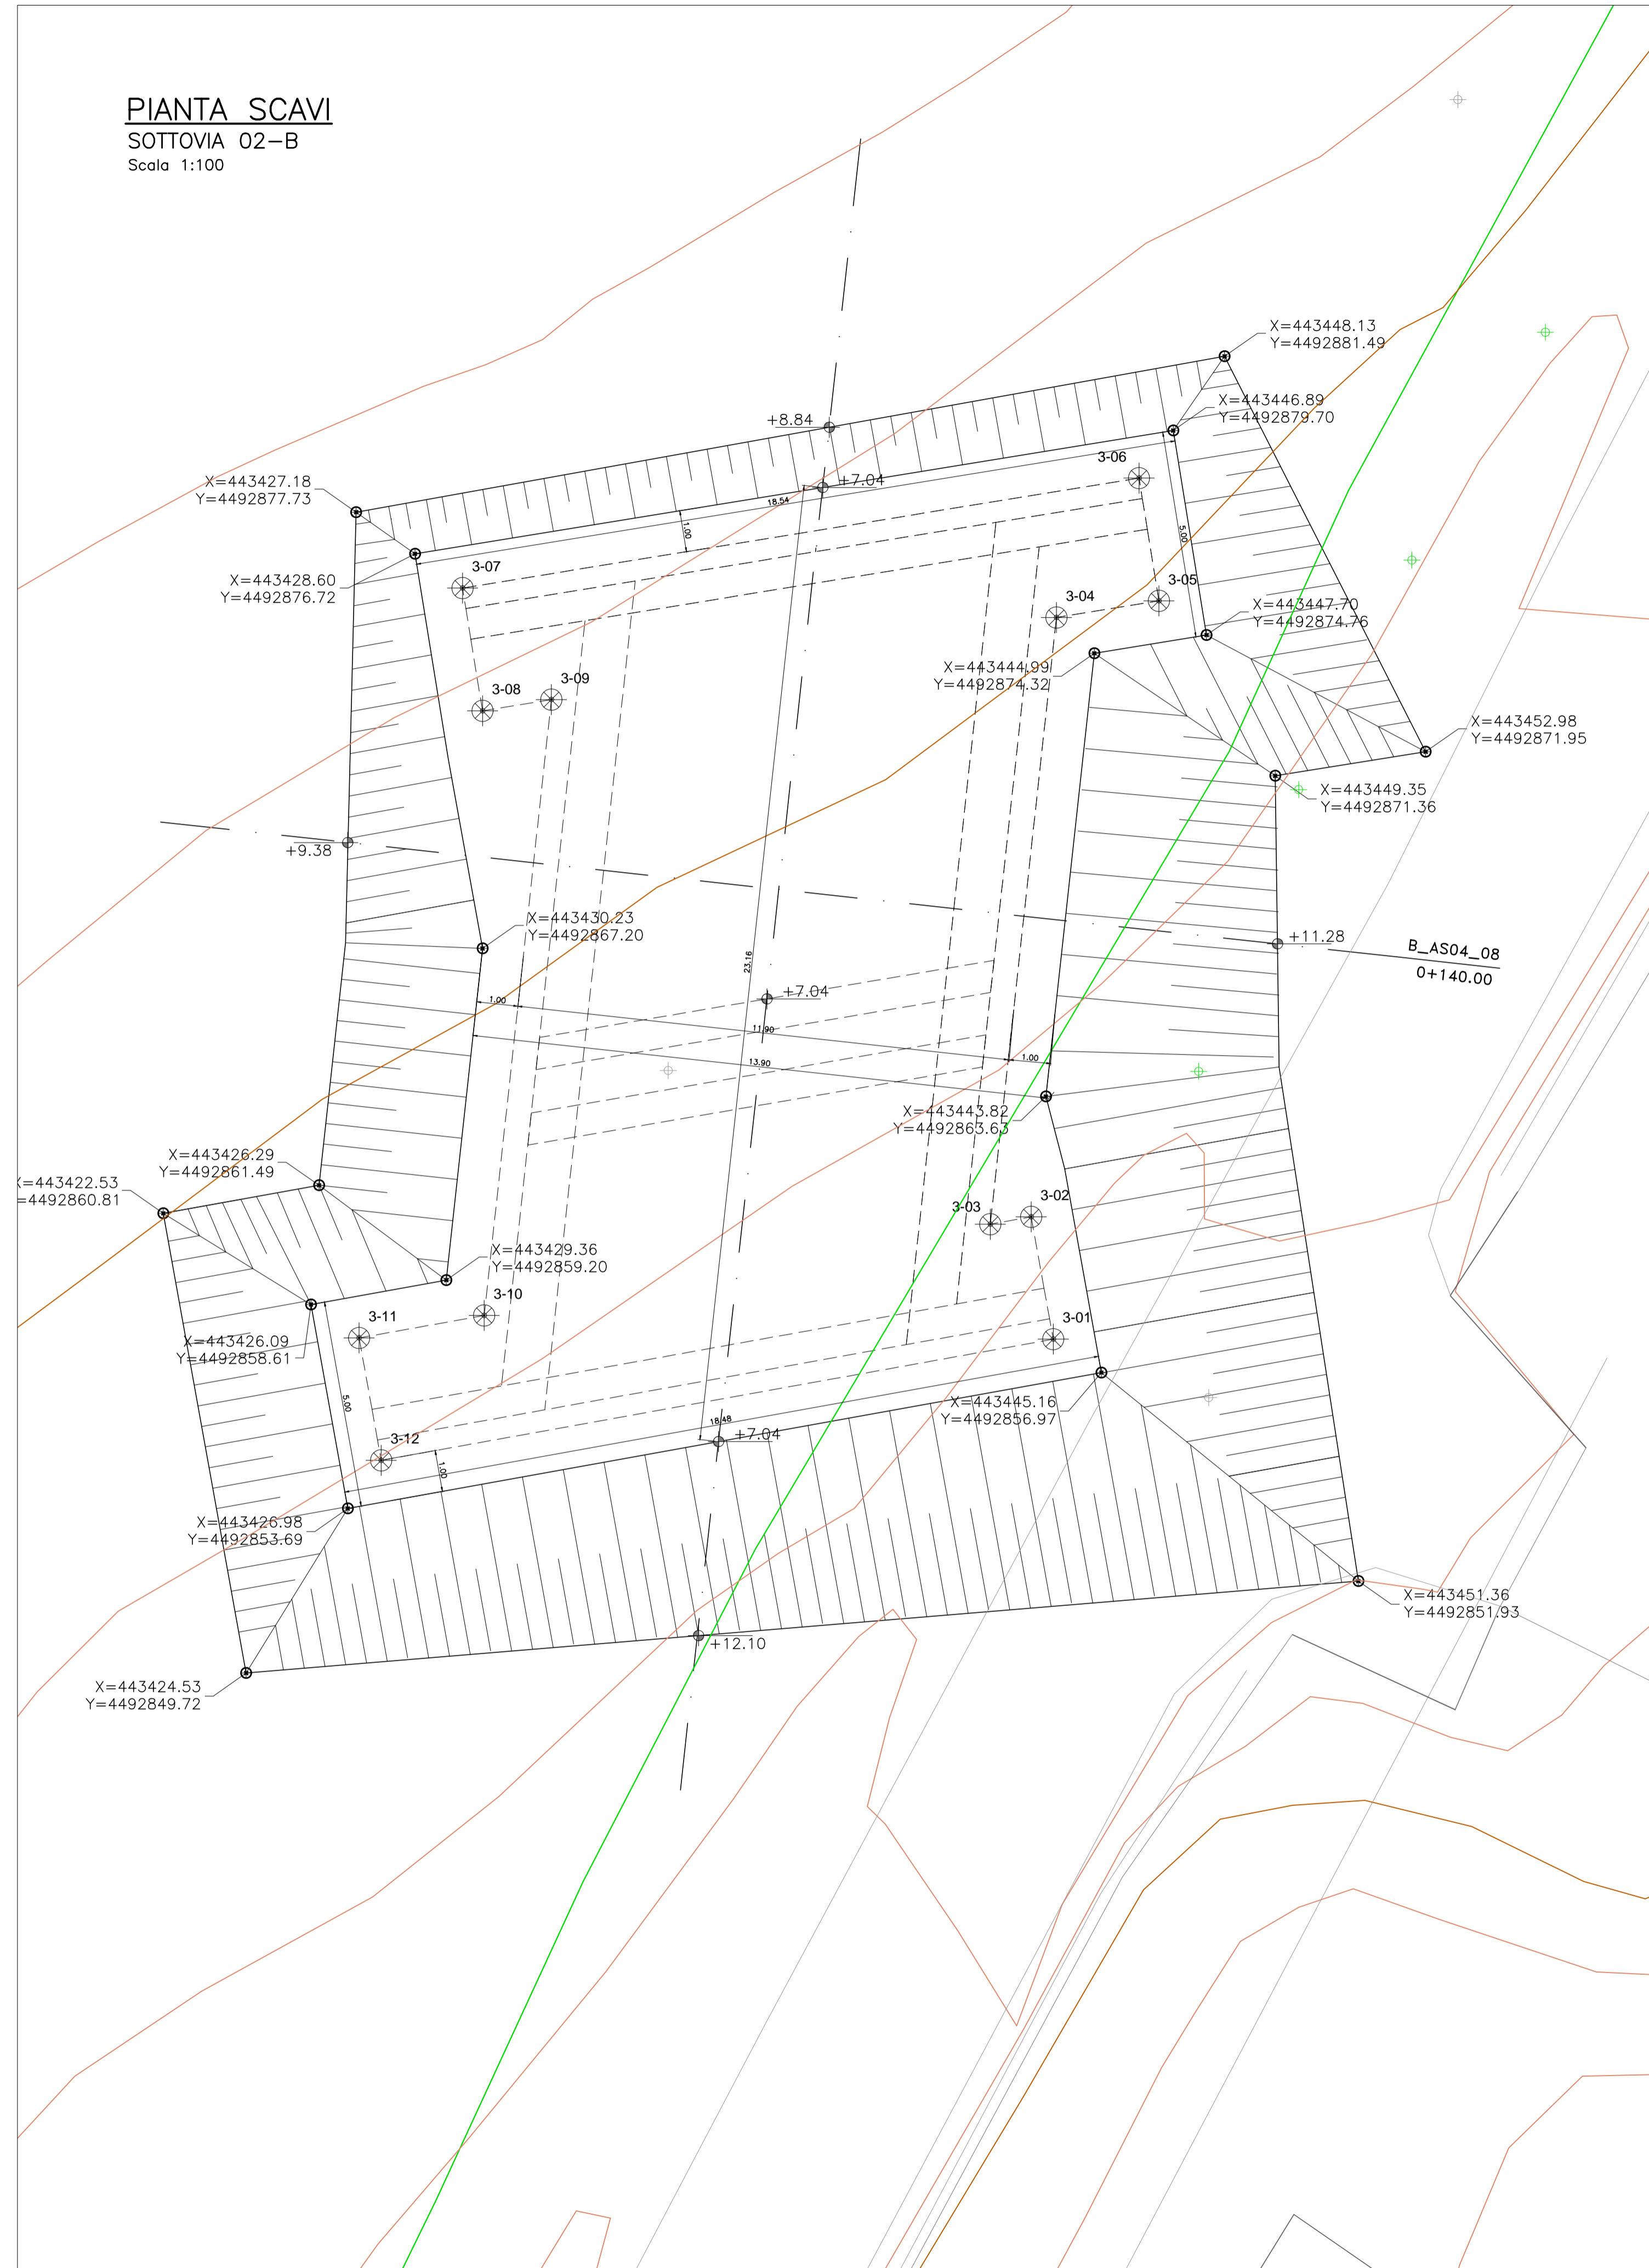 PIANTA SCAVI
SOTTOVIA 02-B
Scala 1:100
X=443448.13
Y=4492881.49
X=443446.89
Y=4492879.70
+8.84
3-06
X=443427.18
Y=4492877.73
+7.04
18.54
1.00
5.00
3-07
X=443428.60
Y=4492876.72
3-05
3-04
X=443447.70
Y=4492874.76
X=443444.99
Y=4492874.32
3-09
3-08
X=443452.98
Y=4492871.95
X=443449.35
Y=4492871.36
+9.38
X=443430.23
Y=4492867.20
+11.28
B_AS04_08
0+140.00
23.16
+7.04
1.00
11.90
1.00
13.90
X=443443.82
Y=4492863.63
X=443426.29
Y=4492861.49
X=443422.53
=4492860.81
3-02
3-03
X=443429.36
Y=4492859.20
3-10
3-11
3-01
X=443426.09
Y=4492858.61
5.00
X=443445.16
Y=4492856.97
18.48
+7.04
3-12
1.00
X=443426.98
Y=4492853.69
X=443451.36
Y=4492851.93
+12.10
X=443424.53
Y=4492849.72